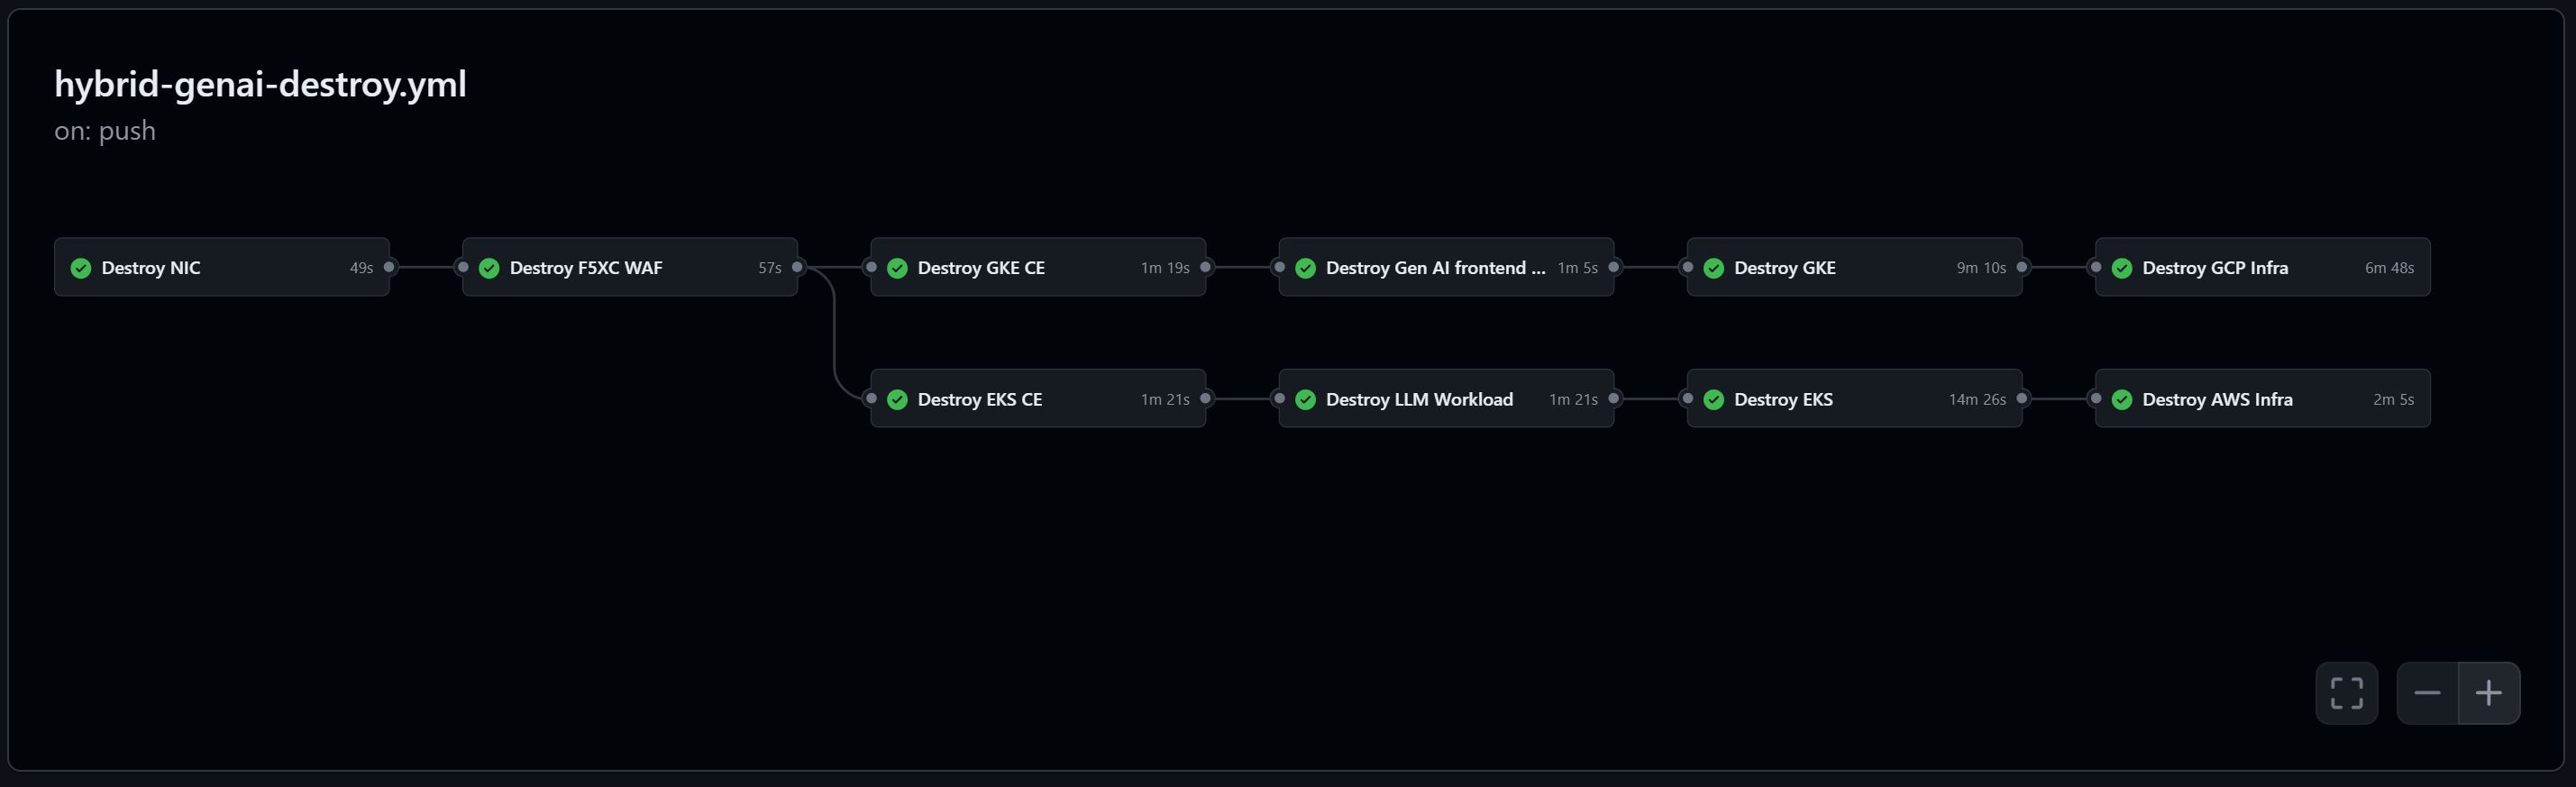 hybrid-genai-destroy.yml
on: push
Destroy NIC 49s
Destroy F5XC WAF 57s
Destroy GKE CE 1m 19s
Destroy Gen AI frontend ... 1m 5s
Destroy GKE 9m 10s
Destroy GCP Infra 6m 48s
Destroy EKS CE 1m 21s
Destroy LLM Workload 1m 21s
Destroy EKS 14m 26s
Destroy AWS Infra 2m 5s